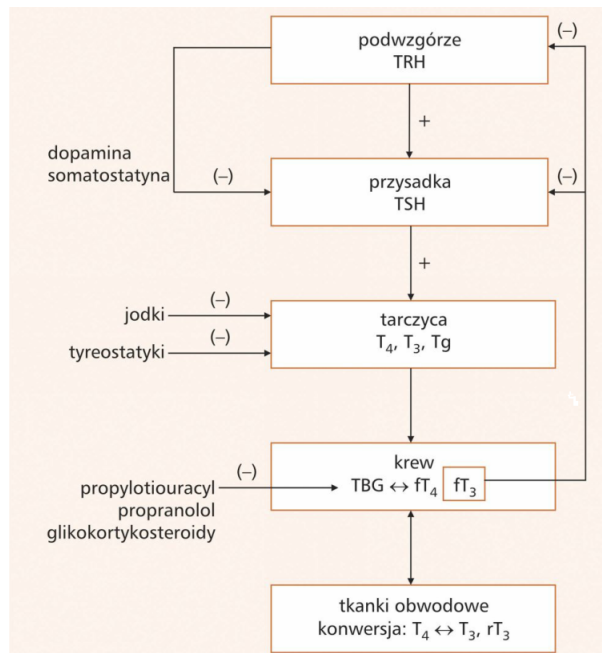 podwzgórze
TRH
(–)
+
dopamina
somatostatyna
(–)
przysadka
TSH
(–)
+
jodki
(–)
tyreostatyki
(–)
tarczyca
T₄, T₃, Tg
krew
TBG ↔ fT₄ fT₃
(–)
propylotiouracyl
propranolol
glikokortykosteroidy
tkanki obwodowe
konwersja: T₄ ↔ T₃, rT₃